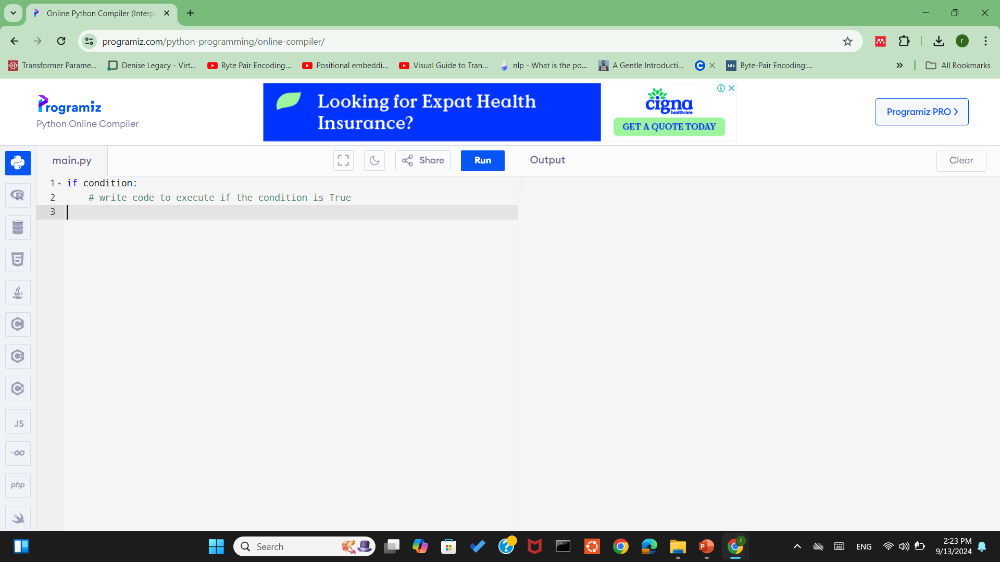 Online Python Compiler (Interp
programiz.com/python-programming/online-compiler/
r
Transformer Parame...
Denise Legacy - Virt...
Byte Pair Encoding...
Positional embeddi...
Visual Guide to Tran...
nlp - What is the po...
A Gentle Introducti...
tds Byte-Pair Encoding:...
All Bookmarks
Programiz
Python Online Compiler
Looking for Expat Health
Insurance?
cigna
healthcare
GET A QUOTE TODAY
Programiz PRO >
main.py
Share
Run
Output
Clear
1 if condition:
2 # write code to execute if the condition is True
3
R
5
C
C
C
JS
GO
php
Search
ENG
2:23 PM
9/13/2024